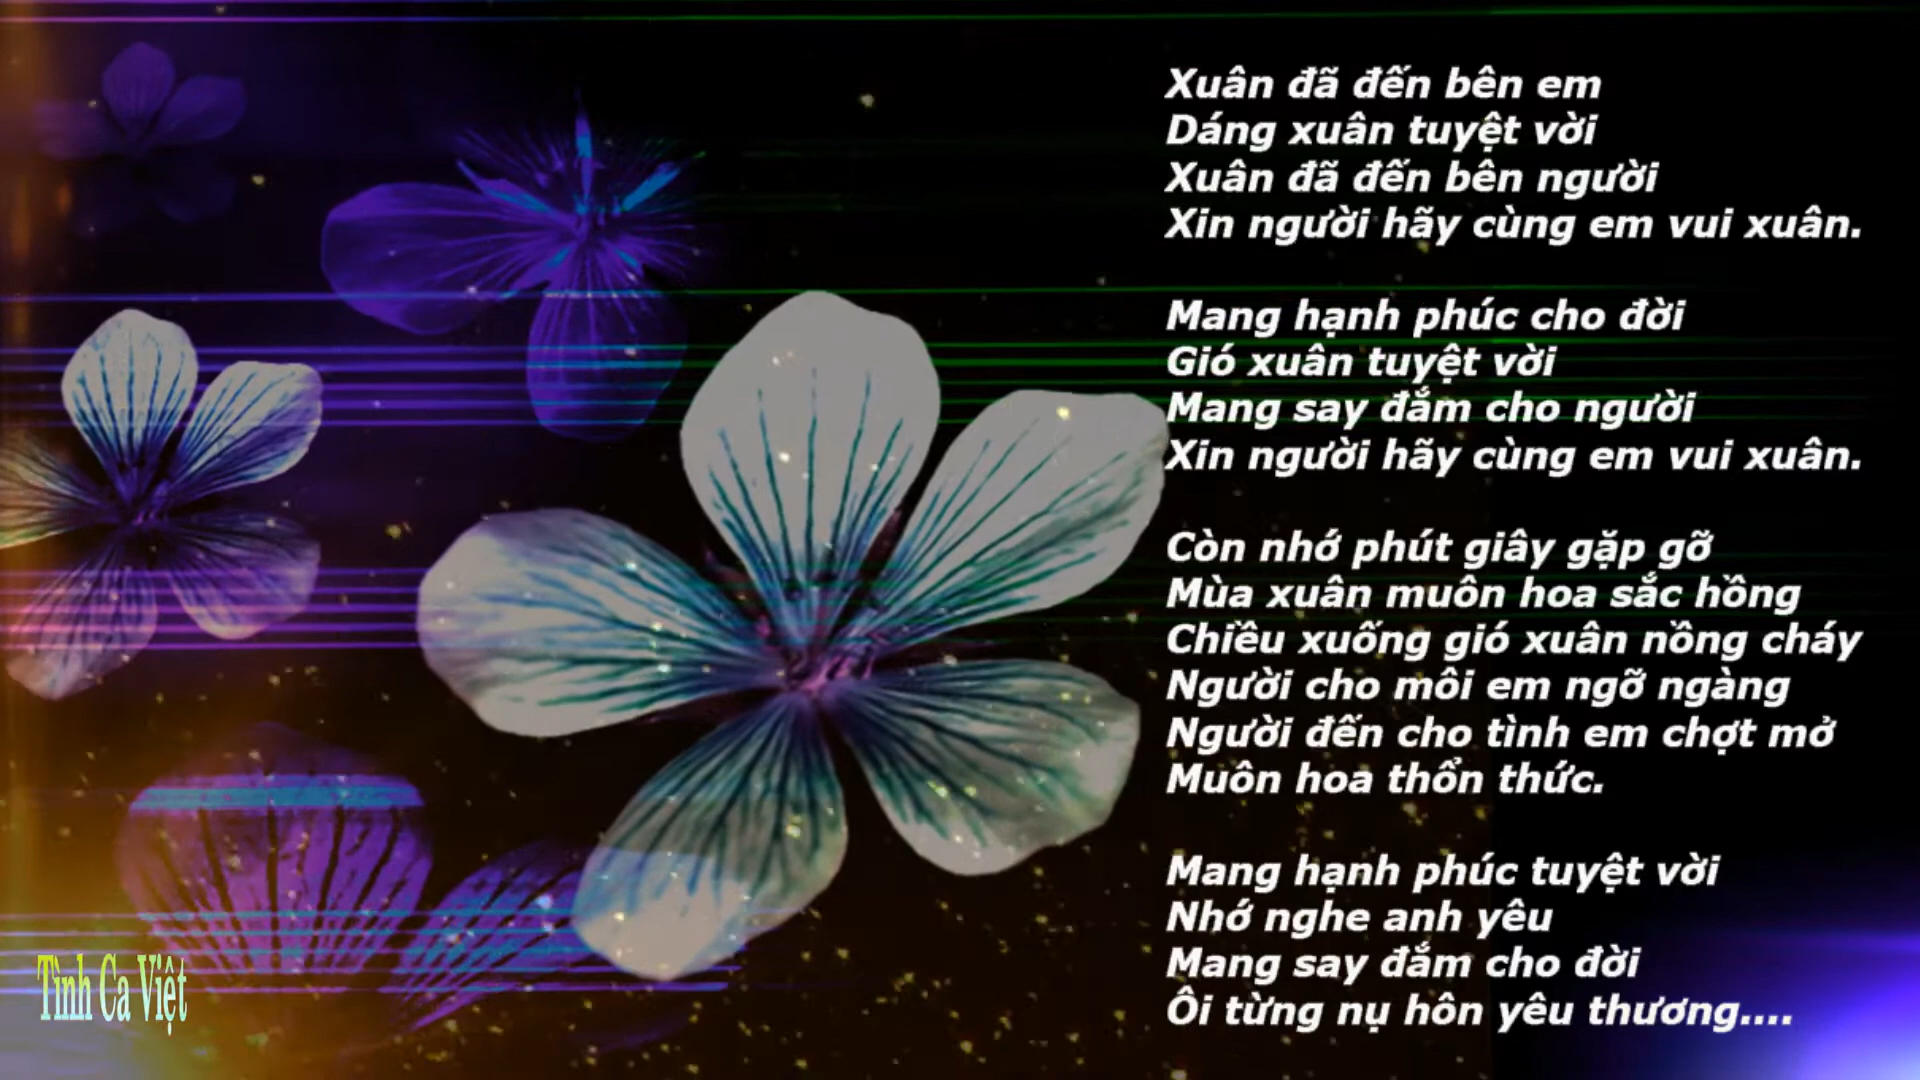 Xuân đã đến bên em
Dáng xuân tuyệt vời
Xuân đã đến bên người
Xin người hãy cùng em vui xuân.
Mang hạnh phúc cho đời
Gió xuân tuyệt vời
Mang say đắm cho người
Xin người hãy cùng em vui xuân.
Còn nhớ phút giây gặp gỡ
Mùa xuân muôn hoa sắc hồng
Chiều xuống gió xuân nồng cháy
Người cho môi em ngỡ ngàng
Người đến cho tình em chợt mở
Muôn hoa thổn thức.
Mang hạnh phúc tuyệt vời
Nhớ nghe anh yêu
Mang say đắm cho đời
Ôi từng nụ hôn yêu thương....
Tình Ca Việt